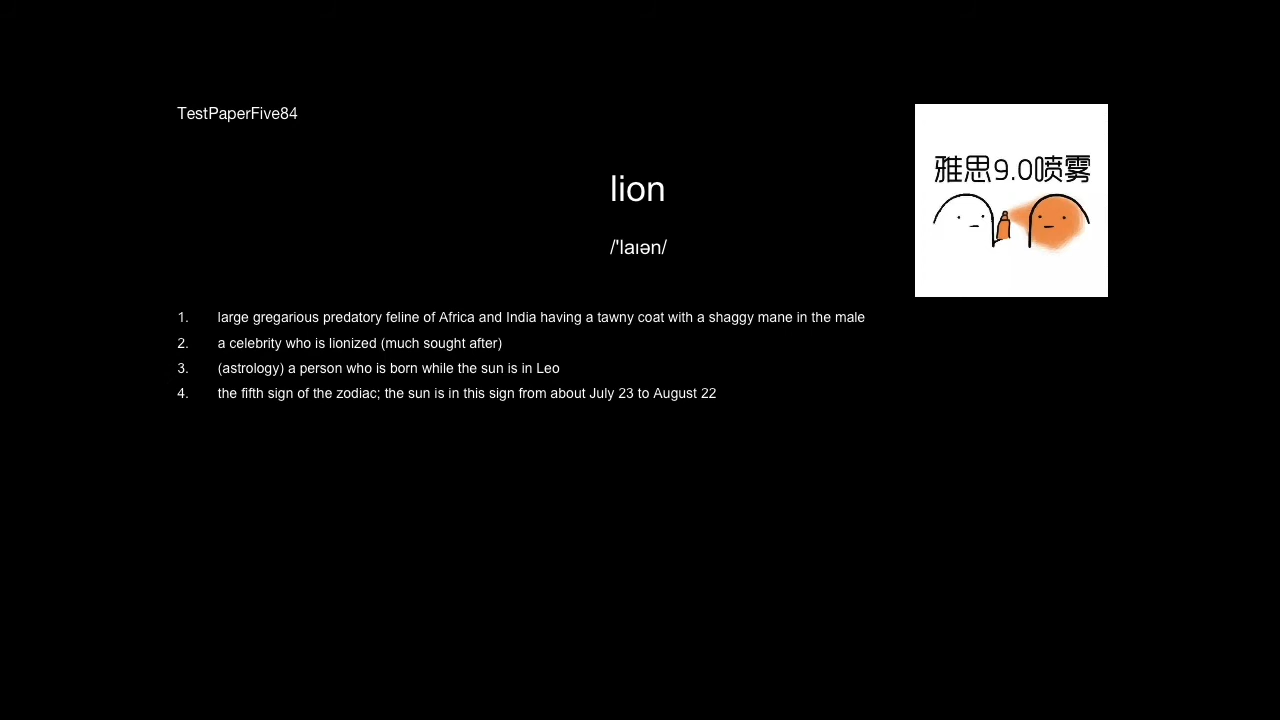 TestPaperFive84
雅思9.0喷雾
lion
/'laɪən/
1. large gregarious predatory feline of Africa and India having a tawny coat with a shaggy mane in the male
2. a celebrity who is lionized (much sought after)
3. (astrology) a person who is born while the sun is in Leo
4. the fifth sign of the zodiac; the sun is in this sign from about July 23 to August 22